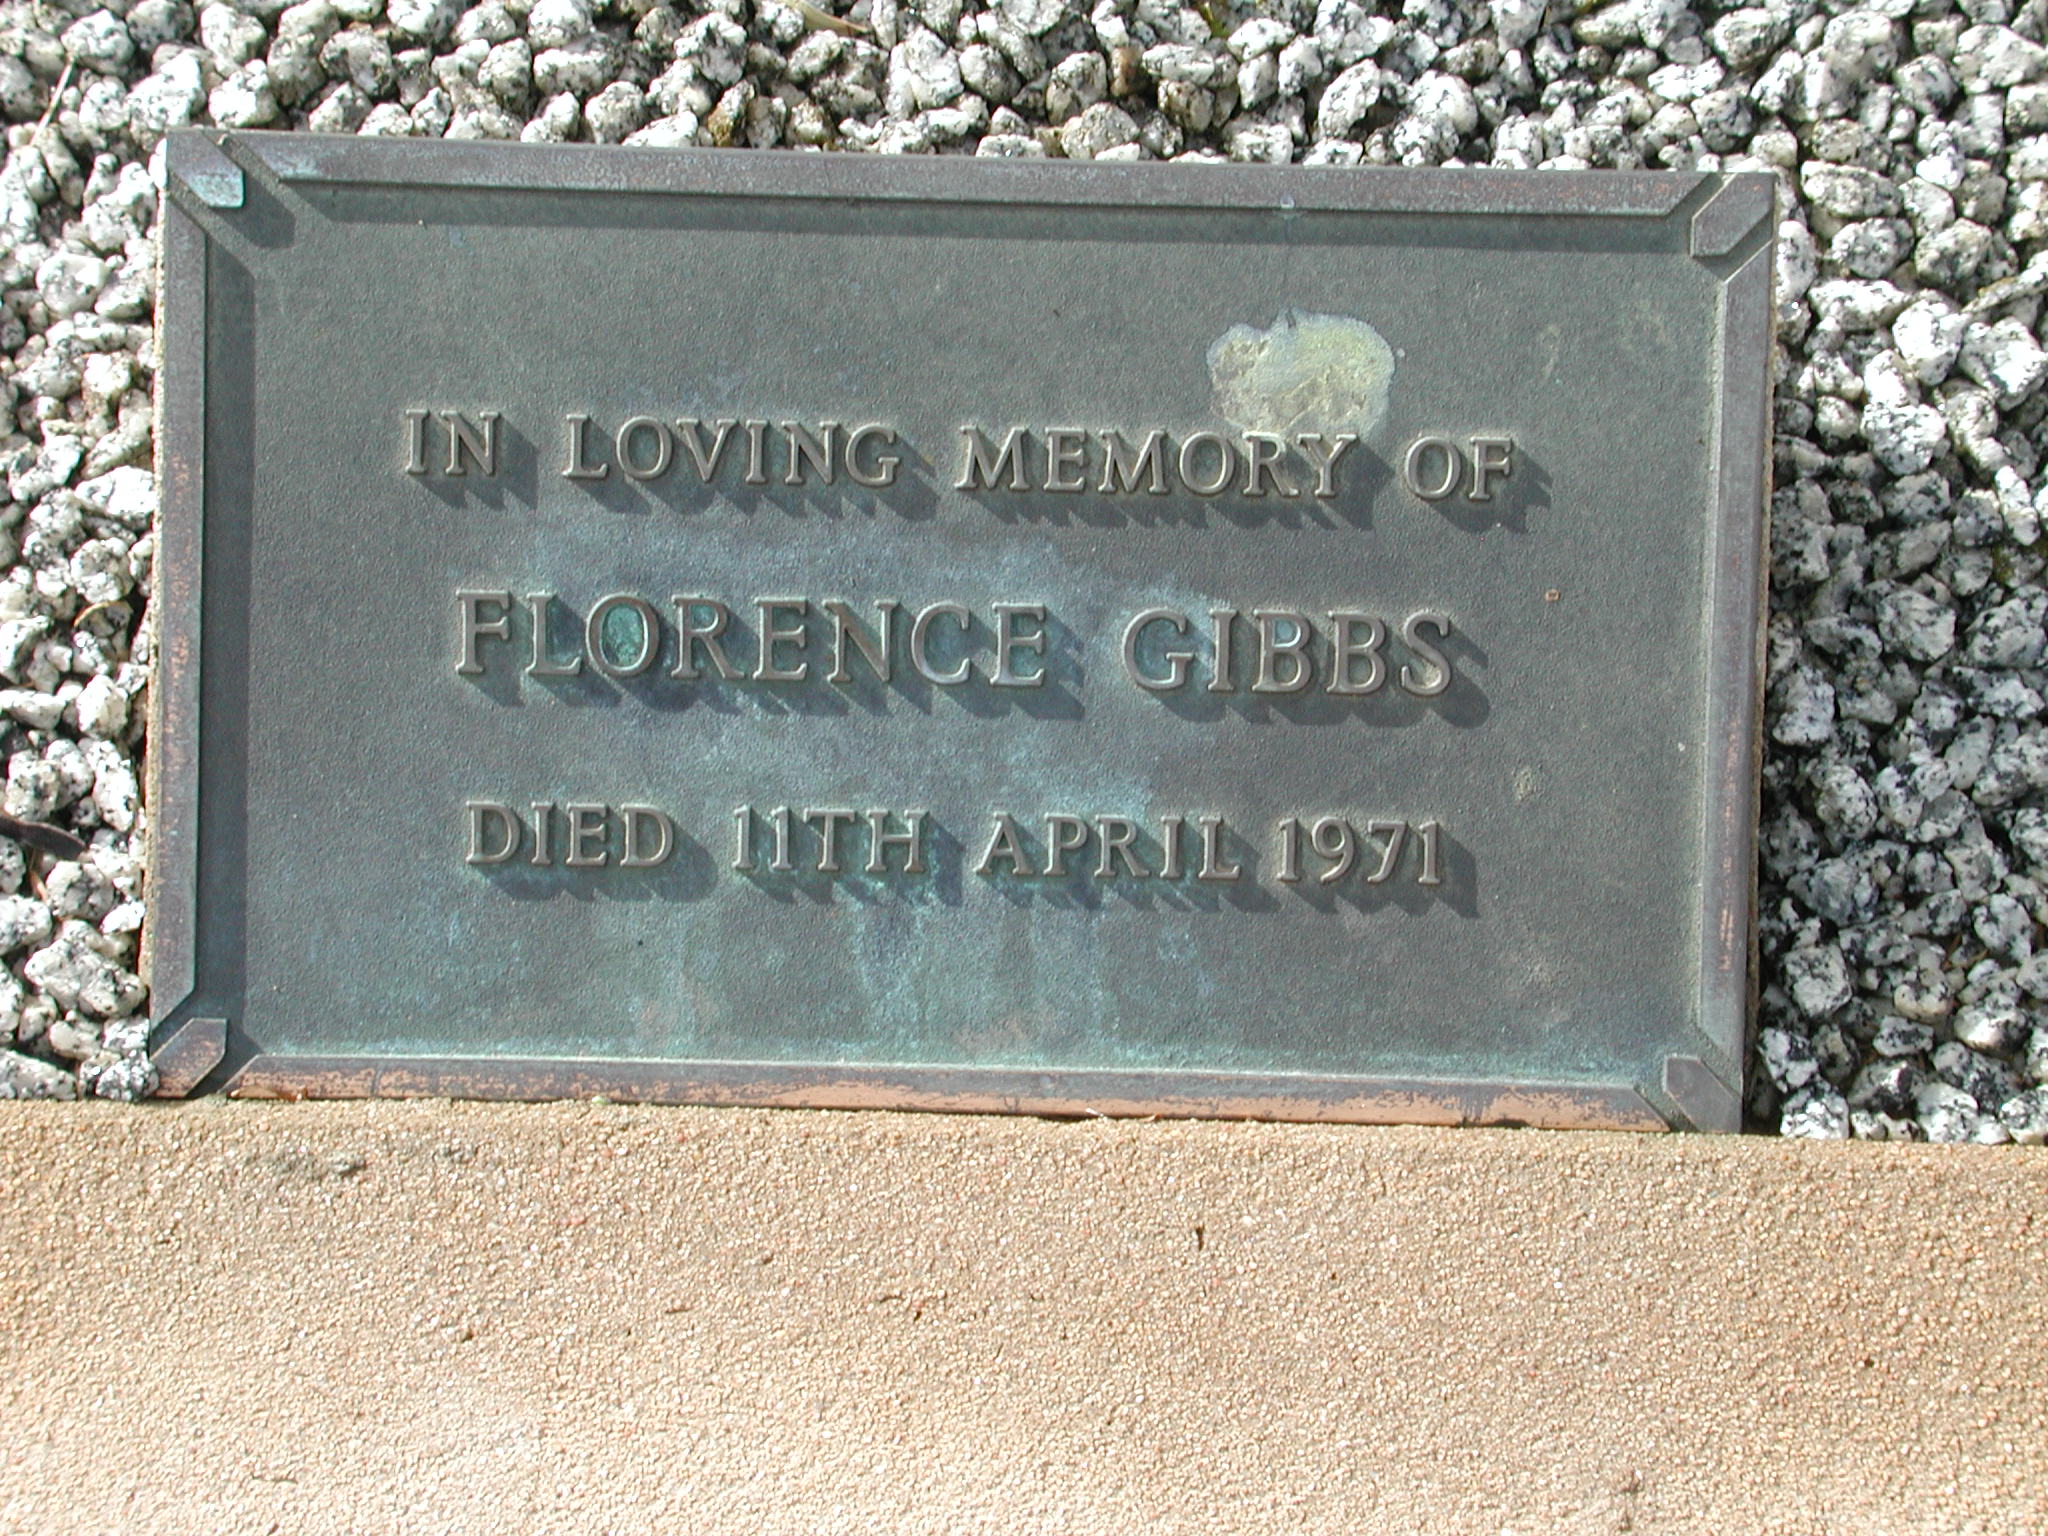 IN LOVING MEMORY OF
FLORENCE GIBBS
DIED 11TH APRIL 1971